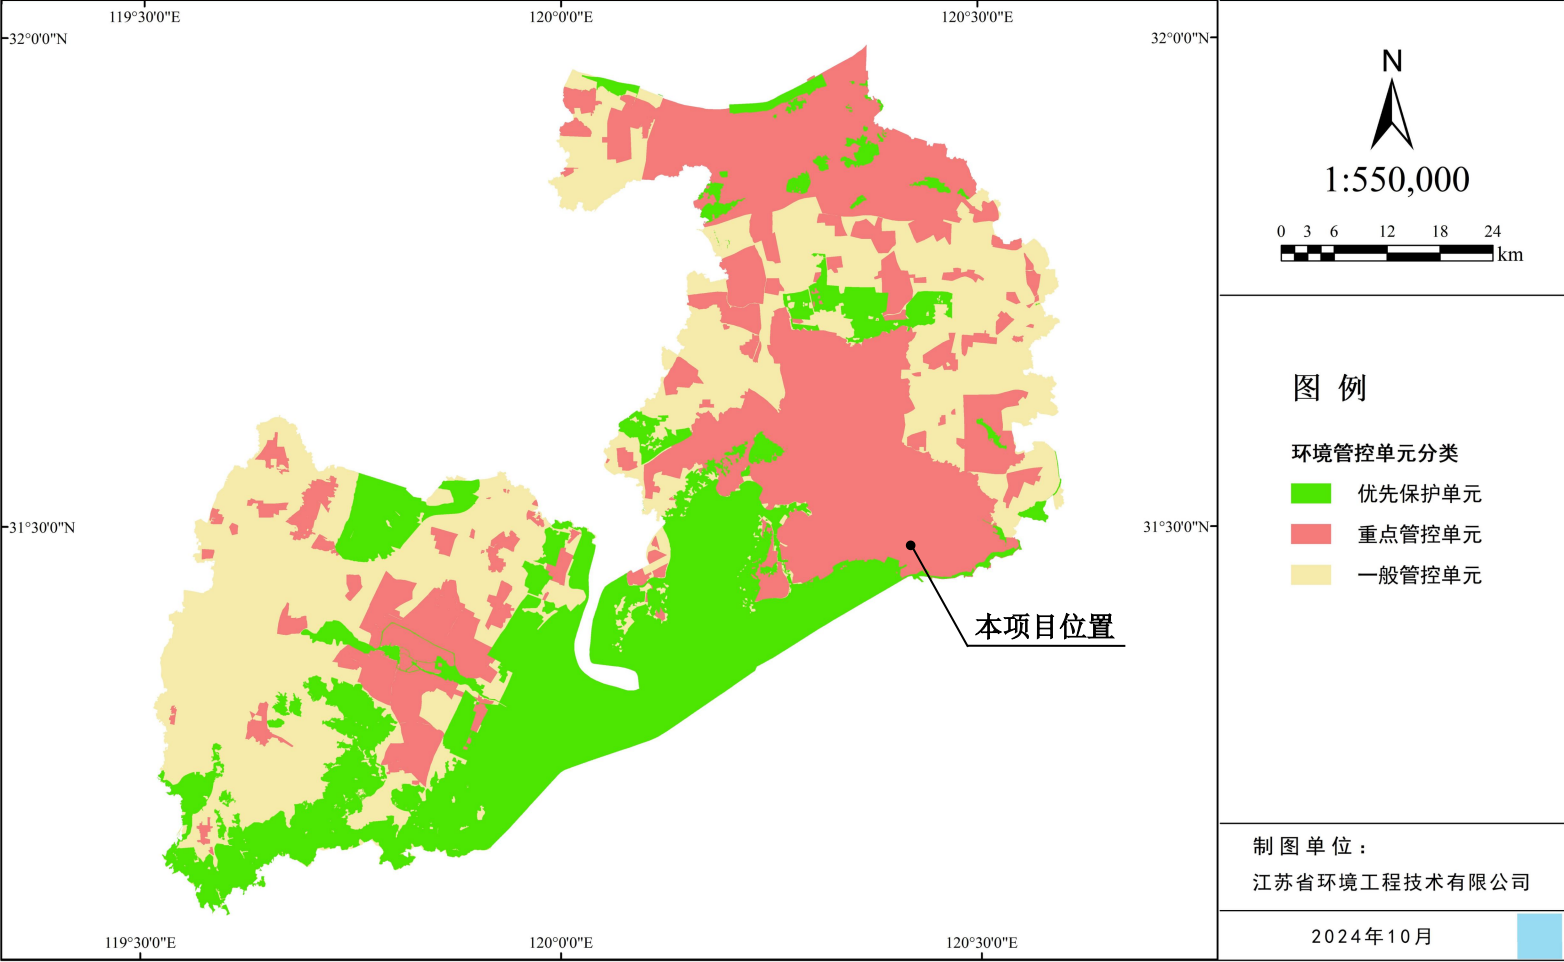 119°30'0"E
120°0'0"E
120°30'0"E
32°0'0"N
32°0'0"N
31°30'0"N
31°30'0"N
本项目位置
119°30'0"E
120°0'0"E
120°30'0"E
N
1:550,000
0 3 6 12 18 24
km
图 例
环境管控单元分类
优先保护单元
重点管控单元
一般管控单元
制图单位：
江苏省环境工程技术有限公司
2024年10月